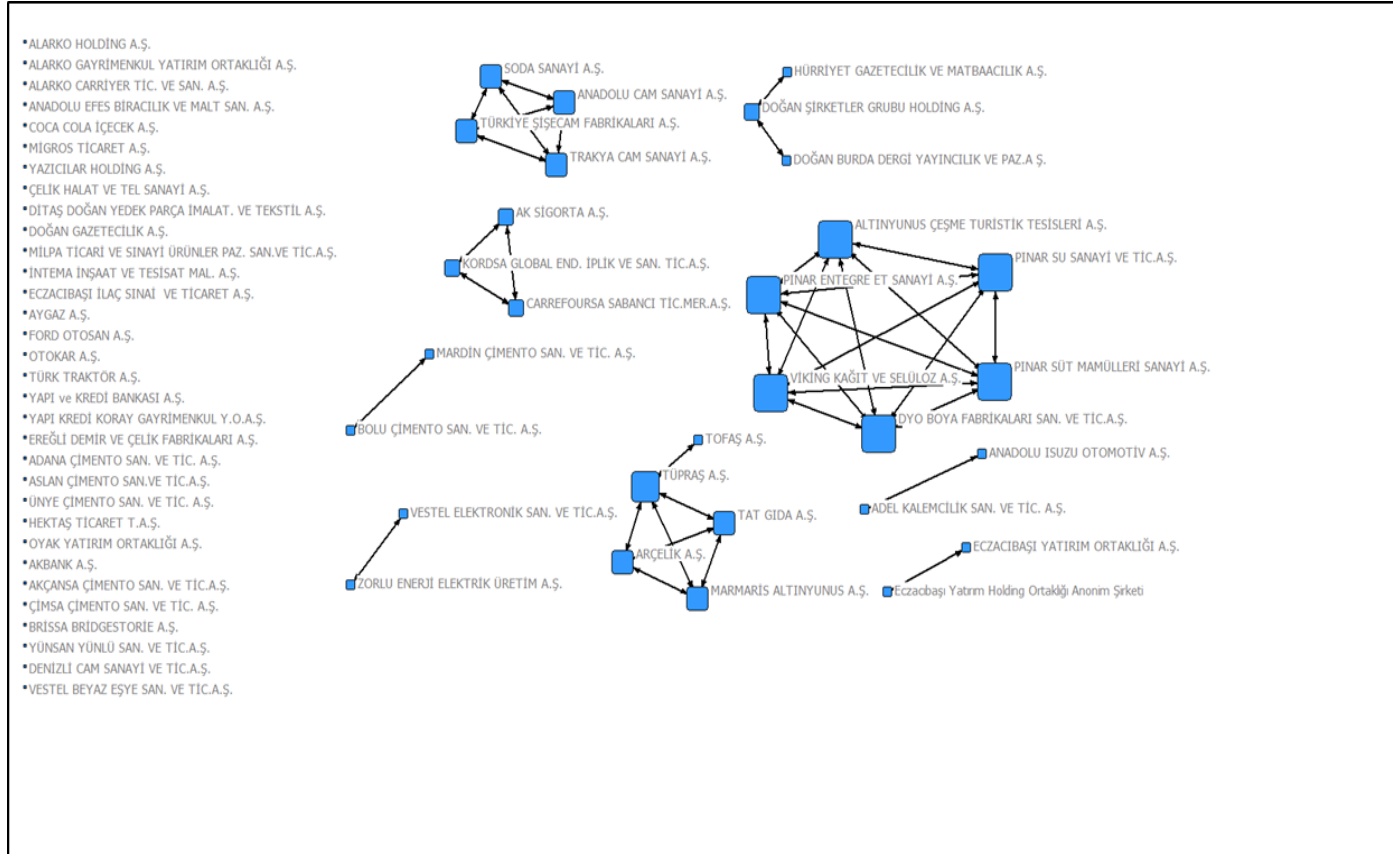 ALARKO HOLDİNG A.Ş.
ALARKO GAYRİMENKUL YATIRIM ORTAKLIĞI A.Ş.
ALARKO CARRİYER TİC. VE SAN. A.Ş.
ANADOLU EFES BİRACILIK VE MALT SAN. A.Ş.
COCA COLA İÇECEK A.Ş.
MİGROS TİCARET A.Ş.
YAZICILAR HOLDİNG A.Ş.
ÇELİK HALAT VE TEL SANAYİ A.Ş.
DİTAŞ DOĞAN YEDEK PARÇA İMALAT. VE TEKSTİL A.Ş.
DOĞAN GAZETECİLİK A.Ş.
MİLPA TİCARİ VE SINAYİ ÜRÜNLER PAZ. SAN.VE TİC.A.Ş.
İNTEMA İNŞAAT VE TESİSAT MAL. A.Ş.
ECZACIBAŞI İLAÇ SINAİ VE TİCARET A.Ş.
AYGAZ A.Ş.
FORD OTOSAN A.Ş.
OTOKAR A.Ş.
TÜRK TRAKTÖR A.Ş.
YAPI ve KREDİ BANKASI A.Ş.
YAPI KREDİ KORAY GAYRİMENKUL Y.O.A.Ş.
EREĞLİ DEMİR VE ÇELİK FABRİKALARI A.Ş.
ADANA ÇİMENTO SAN. VE TİC. A.Ş.
ASLAN ÇİMENTO SAN.VE TİC.A.Ş.
ÜNYE ÇİMENTO SAN.VE TİC. A.Ş.
HEKTAŞ TİCARET T.A.Ş.
OYAK YATIRIM ORTAKLIĞI A.Ş.
AKBANK A.Ş.
AKÇANSA ÇİMENTO SAN. VE TİC.A.Ş.
ÇİMSA ÇİMENTO SAN. VE TİC. A.Ş.
BRİSSA BRIDGESTORİE A.Ş.
YÜNSAN YÜNLÜ SAN. VE TİC.A.Ş.
DENİZLİ CAM SANAYİ VE TİC.A.Ş.
VESTEL BEYAZ EŞYE SAN. VE TİC.A.Ş.
SODA SANAYİ A.Ş.
ANADOLU CAM SANAYİ A.Ş.
TÜRKİYE ŞİŞECAM FABRİKALARI A.Ş.
TRAKYA CAM SANAYİ A.Ş.
HÜRRİYET GAZETECİLİK VE MATBAACILIK A.Ş.
DOĞAN ŞİRKETLER GRUBU HOLDİNG A.Ş.
DOĞAN BURDA DERGİ YAYINCILIK VE PAZ.A Ş.
AK SİGORTA A.Ş.
KORDSA GLOBAL END. İPLİK VE SAN. TİC.A.Ş.
CARREFOURSA SABANCI TİC.MER.A.Ş.
ALTINYUNUS ÇEŞME TURİSTİK TESİSLERİ A.Ş.
PINAR SU SANAYİ VE TİC.A.Ş.
PINAR ENTEGRE ET SANAYİ A.Ş.
PINAR SÜT MAMÜLLERİ SANAYİ A.Ş.
VİKİNG KAĞIT VE SELÜLOZ A.Ş.
DYO BOYA FABRİKALARI SAN. VE TİC.A.Ş.
MARDİN ÇİMENTO SAN. VE TİC. A.Ş.
BOLU ÇİMENTO SAN. VE TİC. A.Ş.
TOFAŞ A.Ş.
TÜPRAŞ A.Ş.
TAT GIDA A.Ş.
ARÇELİK A.Ş.
MARMARİS ALTINYUNUS A.Ş.
ANADOLU ISUZU OTOMOTİV A.Ş.
ADEL KALEMCİLİK SAN. VE TİC. A.Ş.
VESTEL ELEKTRONİK SAN. VE TİC.A.Ş.
ZORLU ENERJİ ELEKTRİK ÜRETİM A.Ş.
ECZACIBAŞI YATIRIM ORTAKLIĞI A.Ş.
Eczacıbaşı Yatrım Holding Ortaklığı Anonim Şirketi